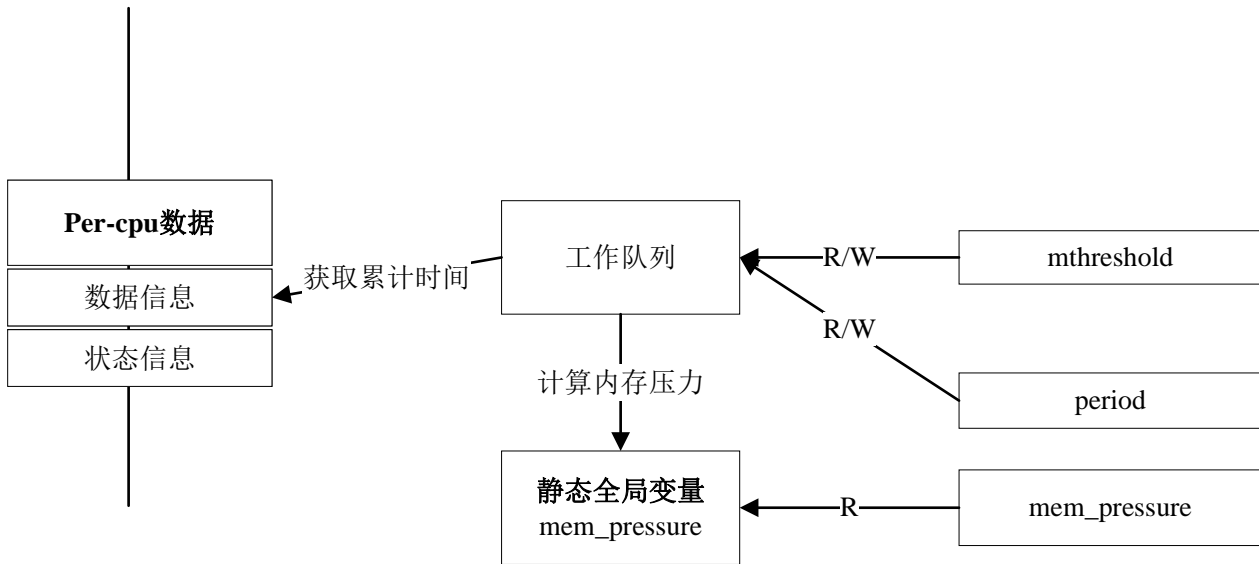 Per-cpu数据
数据信息
状态信息
获取累计时间
工作队列
计算内存压力
静态全局变量
mem_pressure
R/W
mthreshold
R/W
period
R
mem_pressure